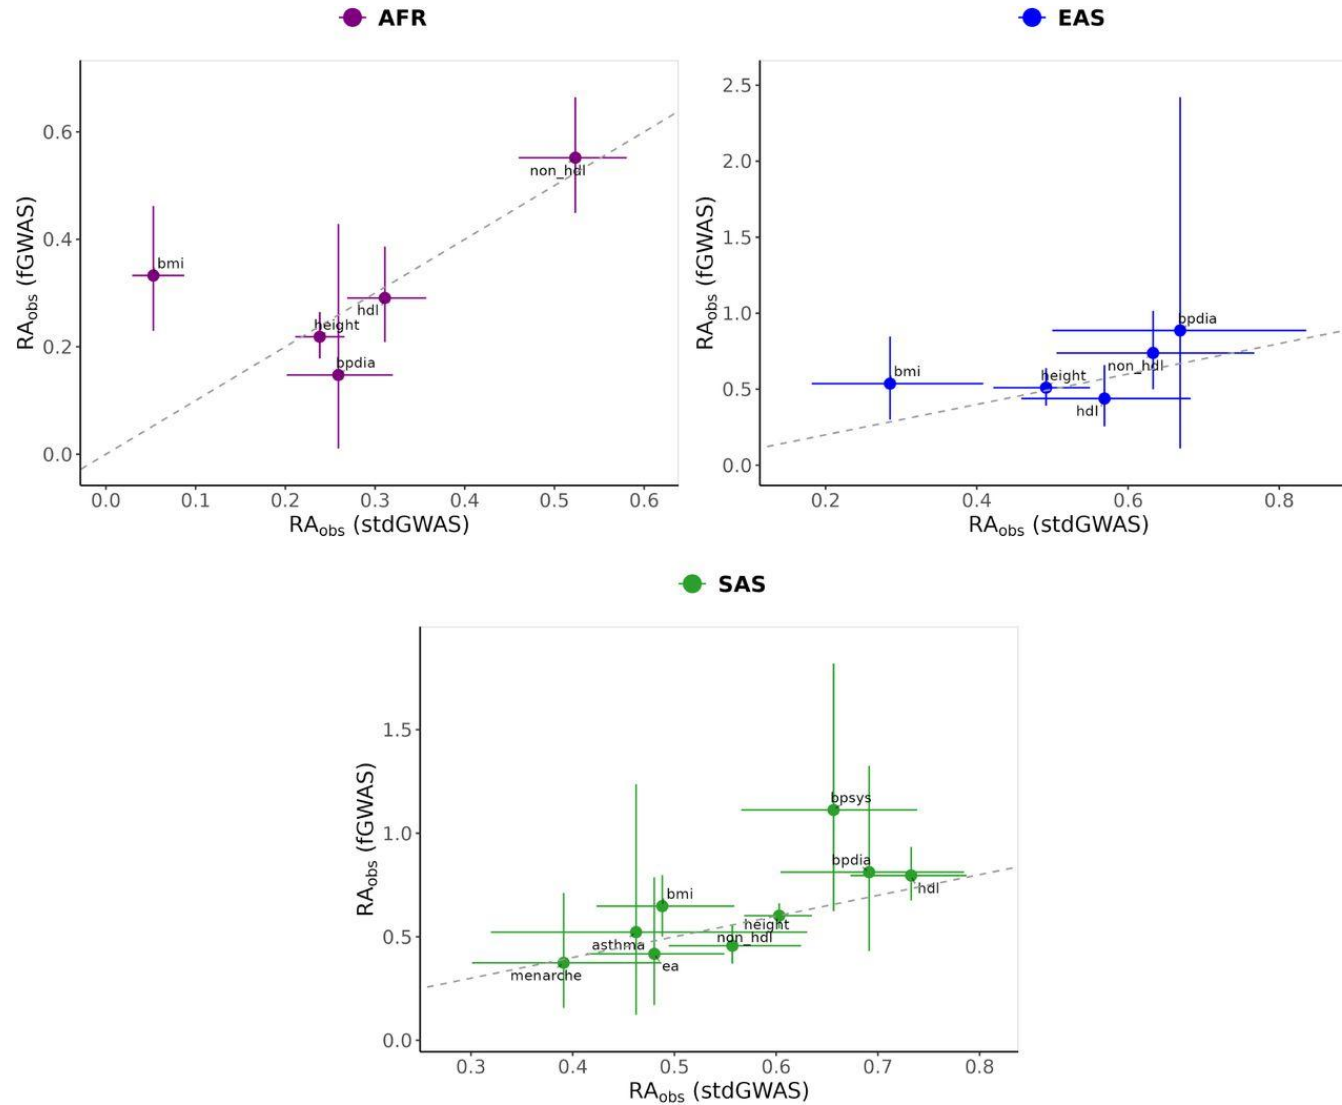 AFR
RAobs (fGWAS)
0.6
0.4
0.2
0.0
non_hdl
bmi
hdl
height
bpdia
0.0 0.1 0.2 0.3 0.4 0.5 0.6
RAobs (stdGWAS)
EAS
RAobs (fGWAS)
2.5
2.0
1.5
1.0
0.5
0.0
bpdia
non_hdl
bmi
height
hdl
0.2 0.4 0.6 0.8
RAobs (stdGWAS)
SAS
RAobs (fGWAS)
1.5
1.0
0.5
0.0
bpsys
bpdia
hdl
bmi
height
non_hdl
asthma
ea
menarche
0.3 0.4 0.5 0.6 0.7 0.8
RAobs (stdGWAS)